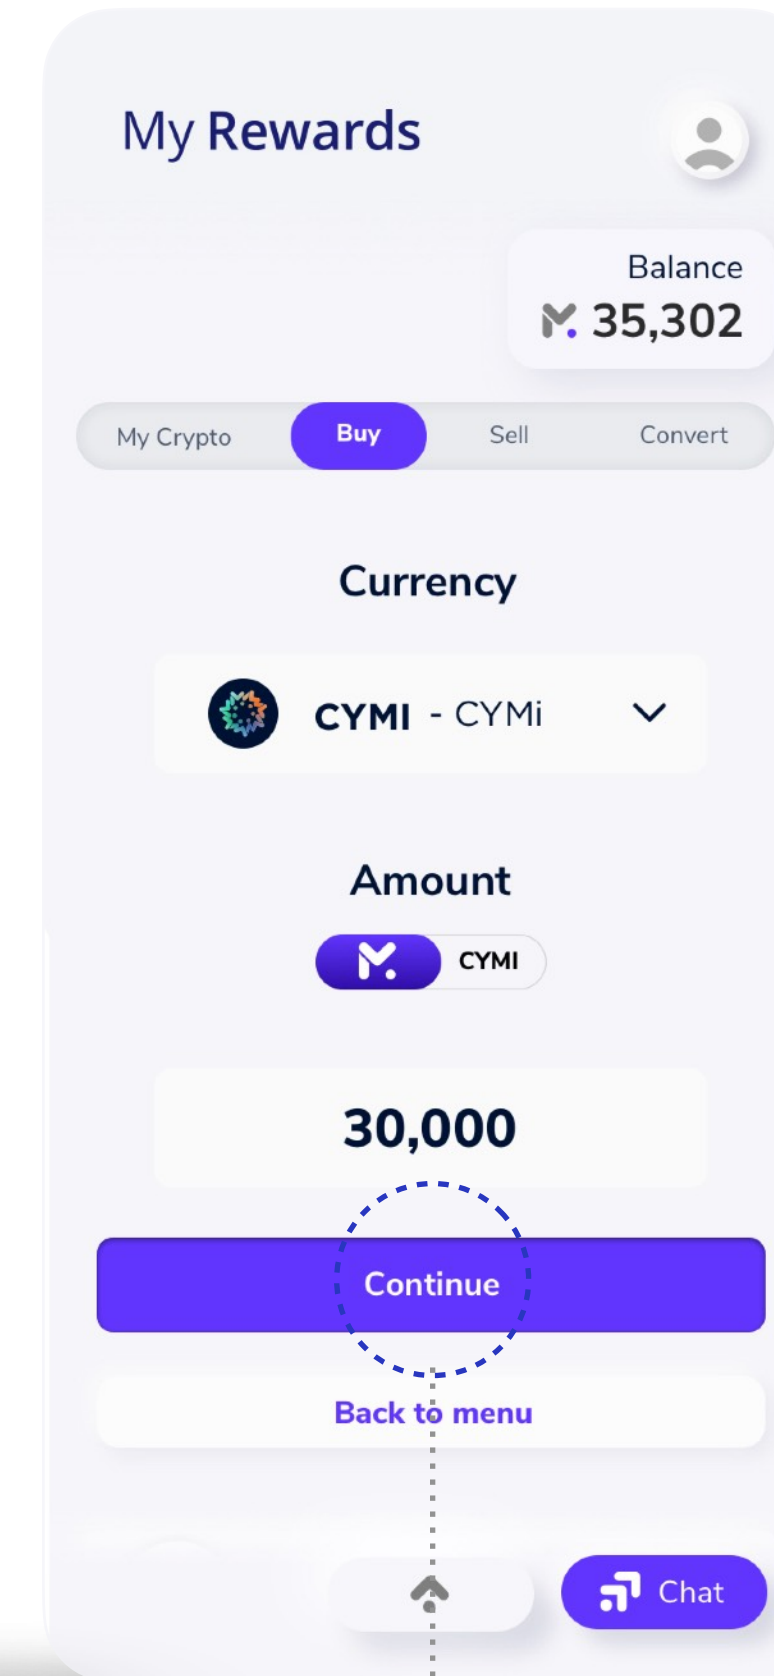 My Rewards
Balance
35,302
My Crypto Buy Sell Convert
Currency
CYMI - CYMi
Amount
CYMI
30,000
Continue
Back to menu
Chat